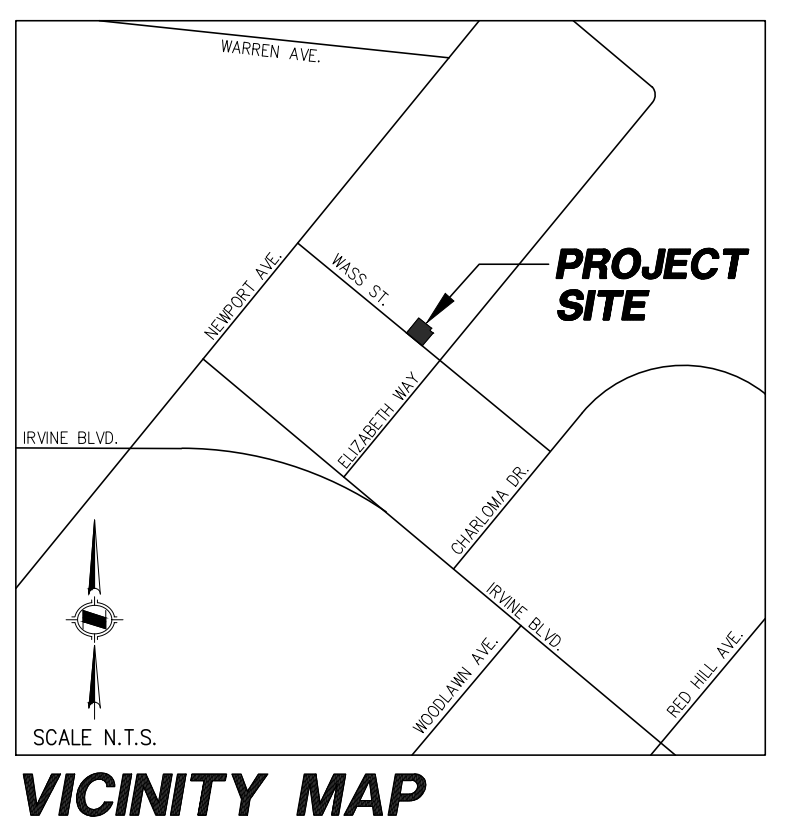 WARREN AVE.
NEWPORT AVE.
WASS ST.
PROJECT
SITE
ELIZABETH WAY
IRVINE BLVD.
CHARLOMA DR.
IRVINE BLVD.
WOODLAWN AVE.
RED HILL AVE.
SCALE N.T.S.
VICINITY MAP